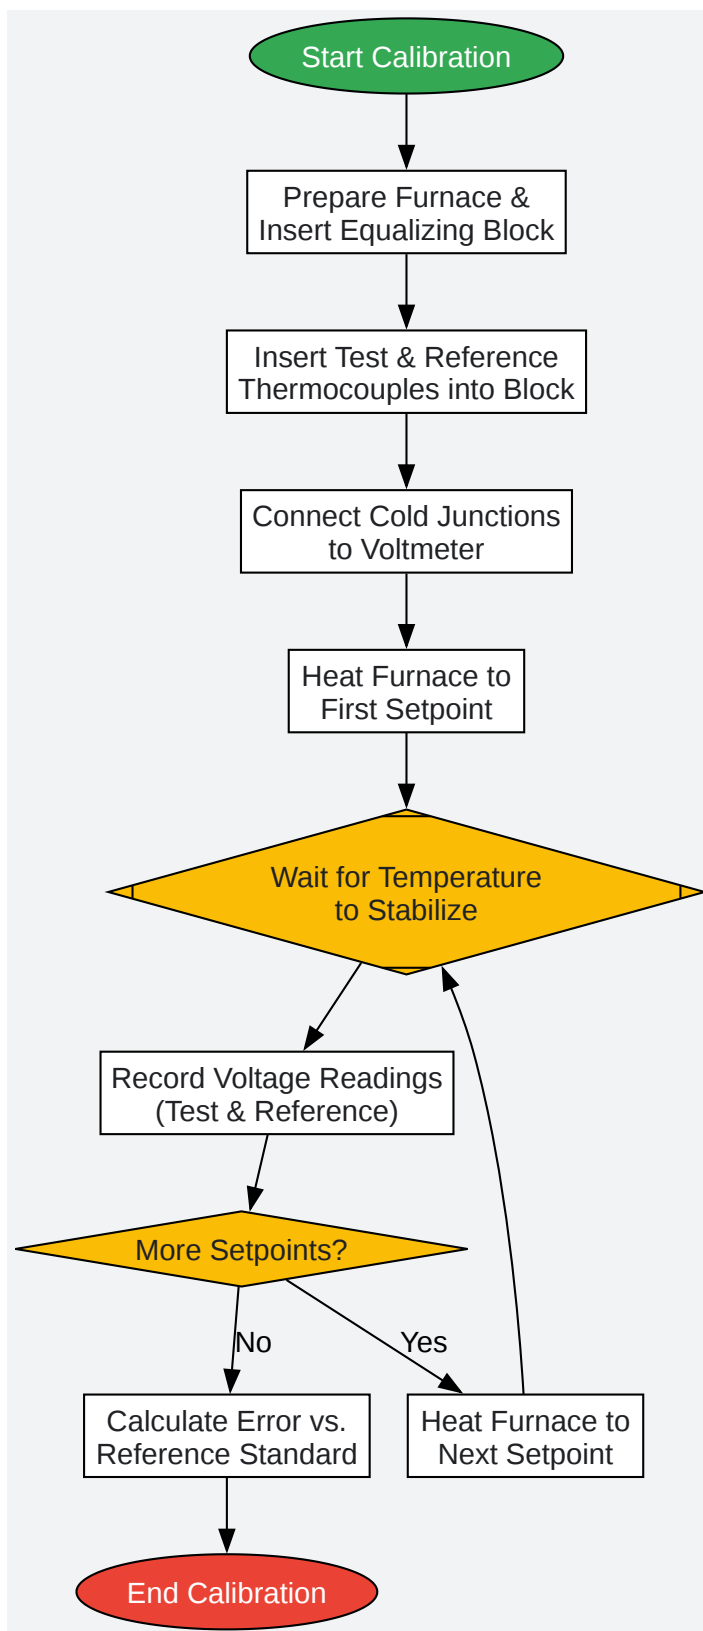 Start Calibration
Prepare Furnace &
Insert Equalizing Block
Insert Test & Reference
Thermocouples into Block
Connect Cold Junctions
to Voltmeter
Heat Furnace to
First Setpoint
Wait for Temperature
to Stabilize
Record Voltage Readings
(Test & Reference)
More Setpoints?
No
Yes
Calculate Error vs.
Reference Standard
Heat Furnace to
Next Setpoint
End Calibration